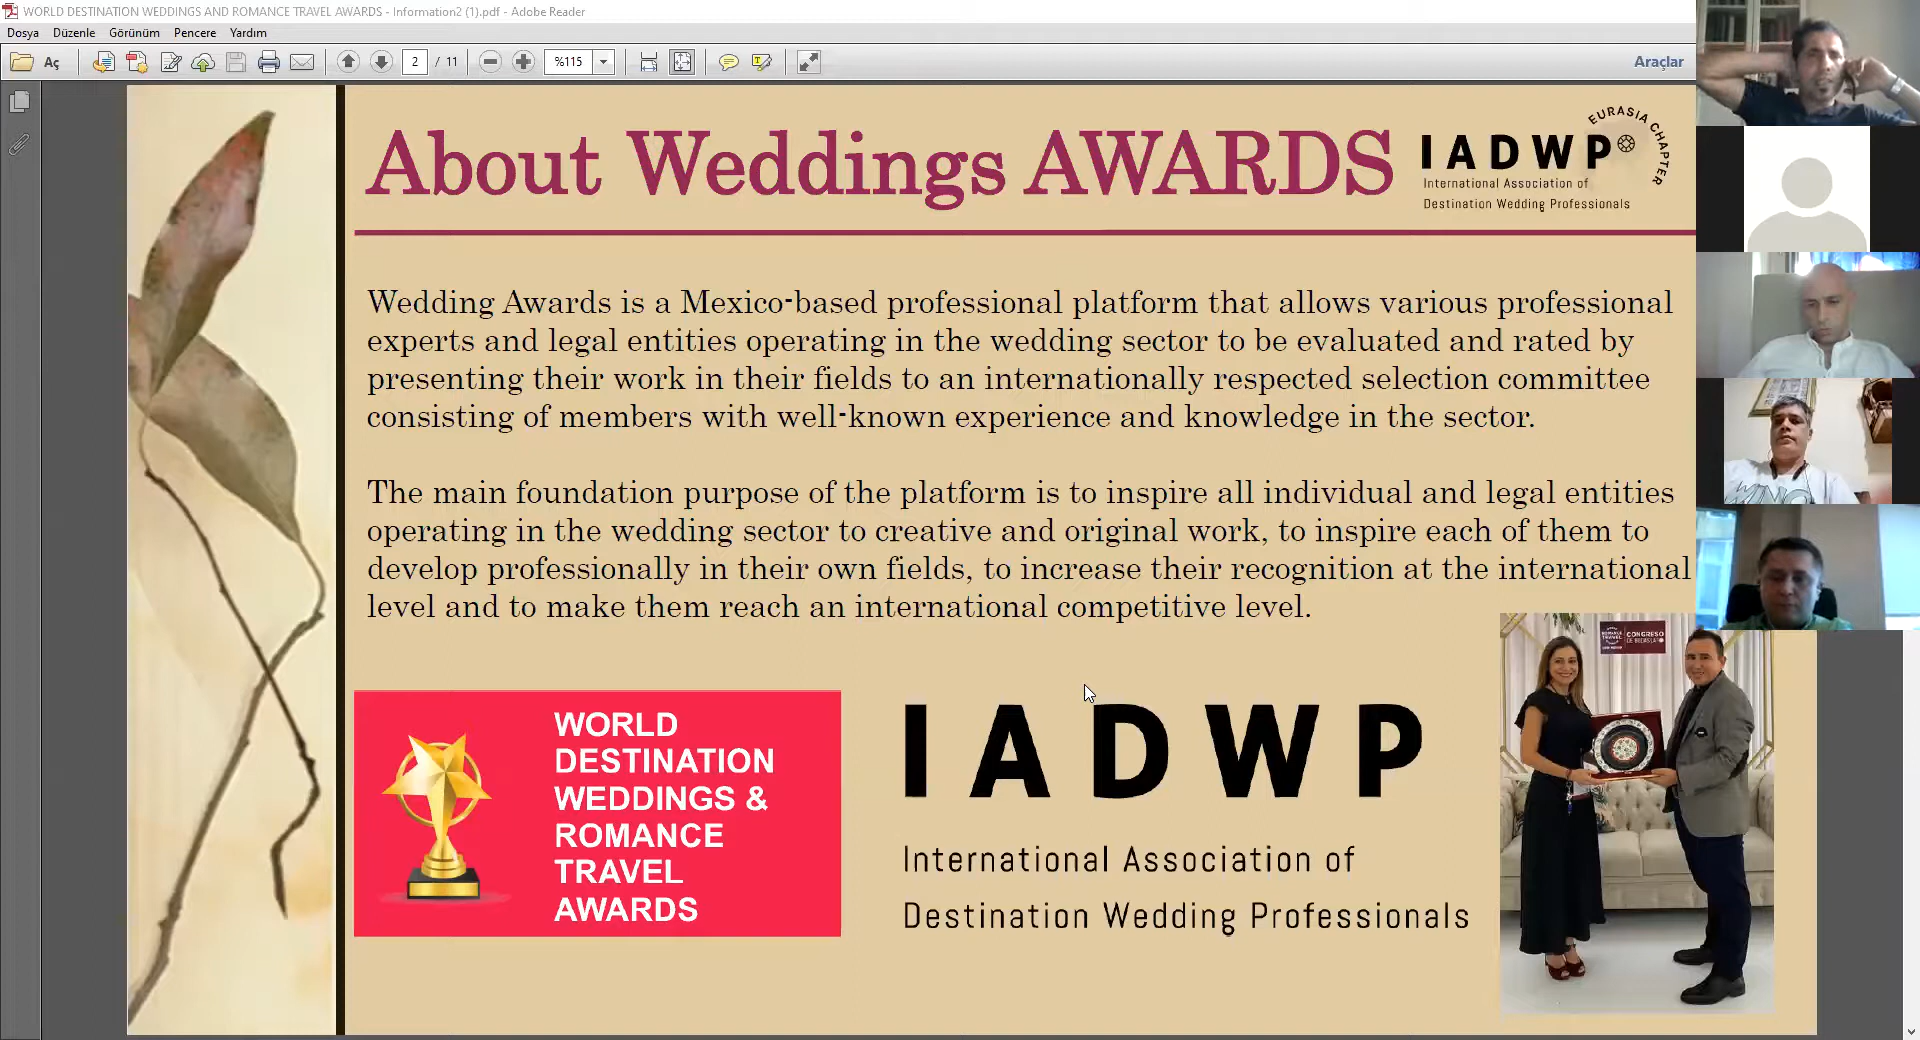 WORLD DESTINATION WEDDINGS AND ROMANCE TRAVEL AWARDS - Information2 (1).pdf - Adobe Reader
Dosya Düzenle Görünüm Pencere Yardım
Aç
2 / 11
%115
Araçlar
About Weddings AWARDS
IADWP
EURASIA CHAPTER
International Association of
Destination Wedding Professionals
Wedding Awards is a Mexico-based professional platform that allows various professional
experts and legal entities operating in the wedding sector to be evaluated and rated by
presenting their work in their fields to an internationally respected selection committee
consisting of members with well-known experience and knowledge in the sector.
The main foundation purpose of the platform is to inspire all individual and legal entities
operating in the wedding sector to creative and original work, to inspire each of them to
develop professionally in their own fields, to increase their recognition at the international
level and to make them reach an international competitive level.
WORLD
DESTINATION
WEDDINGS &
ROMANCE
TRAVEL
AWARDS
IADWP
International Association of
Destination Wedding Professionals
ROMANCE
TRAVEL
CONGRESO